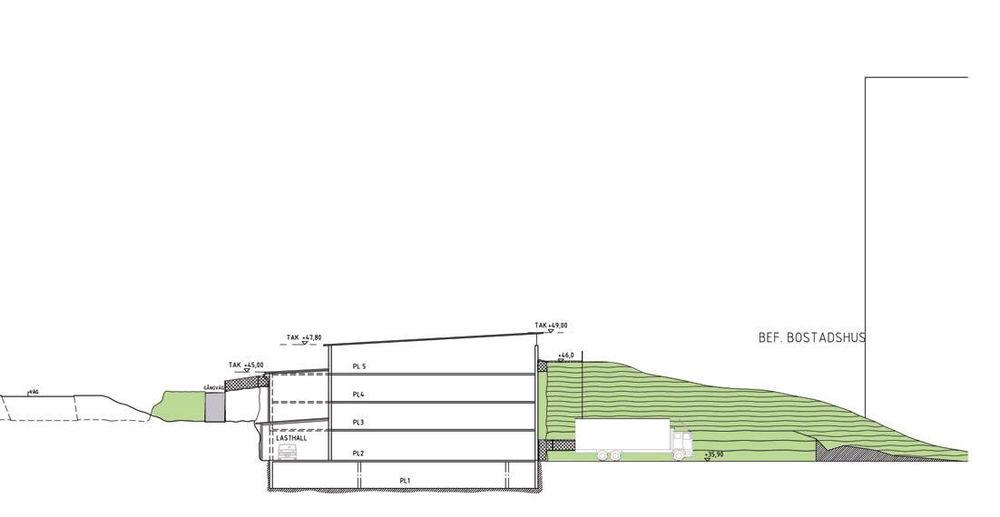 TAK +49,00
TAK +47,80
BEF. BOSTADSHUS
+46,0
TAK +45,00
PL 5
GÅNGVÄG
VÄG
PL4
PL3
LASTHALL
PL2
+35,90
PL1